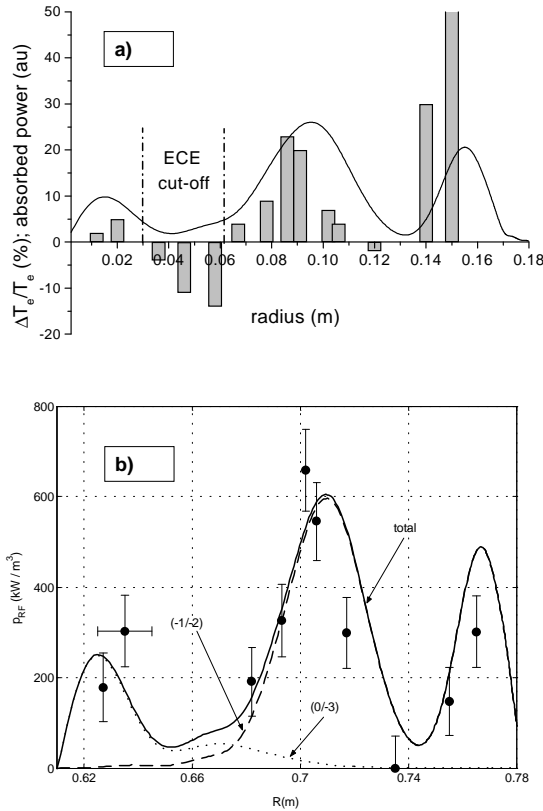 a)
50
40
30
20
10
0
-10
-20
ΔTe/Te (%); absorbed power (au)
ECE
cut-off
0.02 0.04 0.06 0.08 0.10 0.12 0.14 0.16 0.18
radius (m)
b)
800
600
400
200
0
pRF (kW / m³)
total
(-1/-2)
(0/-3)
0.62 0.66 0.7 0.74 0.78
R(m)